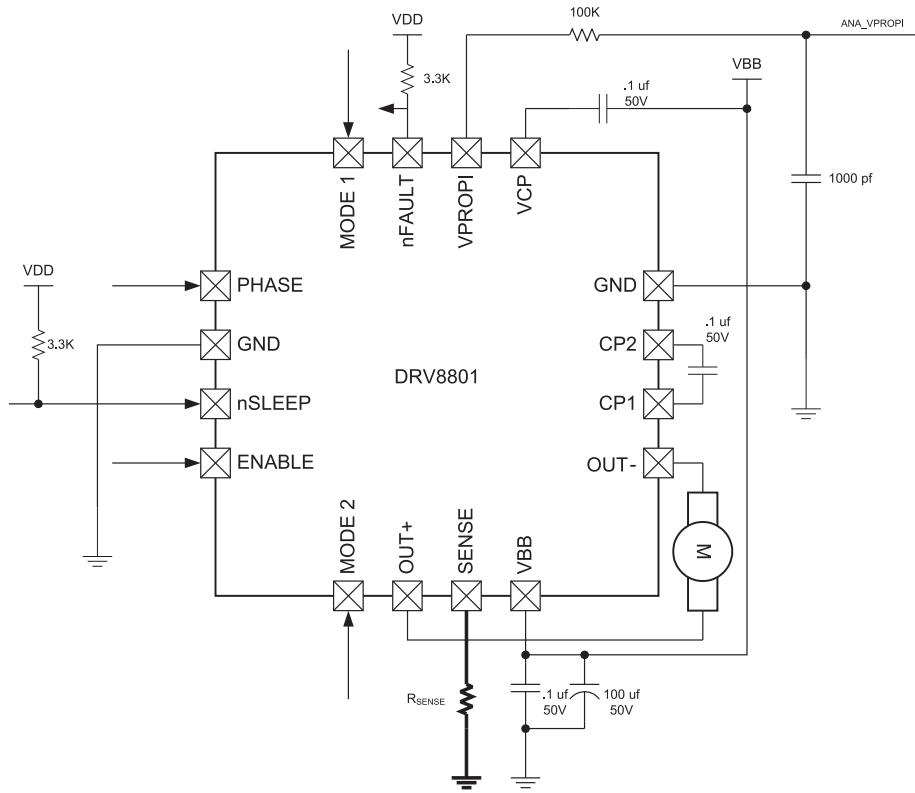 100K
ANA_VPROPI
VDD
VBB
3.3K
.1 uf
50V
MODE 1
nFAULT
VPROPI
VCP
1000 pf
VDD
PHASE
GND
3.3K
GND
CP2
.1 uf
50V
DRV8801
nSLEEP
CP1
ENABLE
OUT-
MODE 2
OUT+
SENSE
VBB
M
RSENSE
.1 uf
50V
100 uf
50V